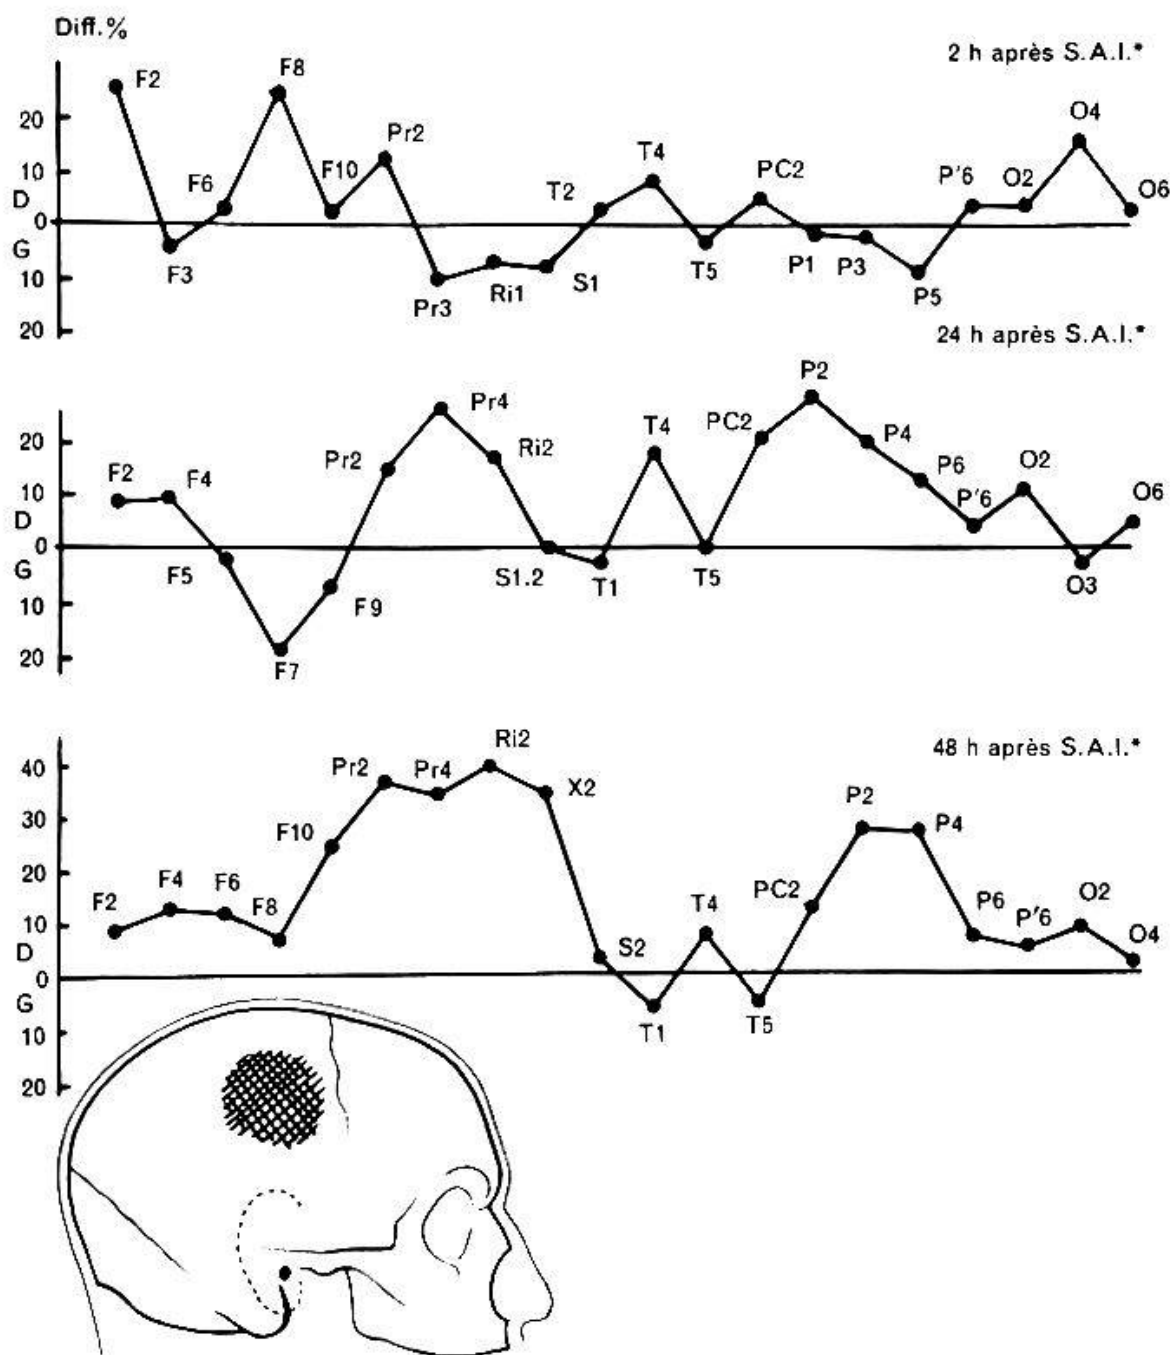 Diff.%
2 h après S.A.I.*
20
10
D
0
G
10
20
F2
F3
F6
F8
F10
Pr2
Pr3
Ri1
S1
T2
T4
T5
PC2
P1
P3
P5
P'6
O2
O4
O6
24 h après S.A.I.*
20
10
D
0
G
10
20
F2
F4
F5
F7
F9
Pr2
Pr4
Ri2
S1.2
T1
T4
T5
PC2
P2
P4
P6
P'6
O2
O3
O6
48 h après S.A.I.*
40
30
20
10
D
0
G
10
20
F2
F4
F6
F8
F10
Pr2
Pr4
Ri2
X2
S2
T1
T4
T5
PC2
P2
P4
P6
P'6
O2
O4